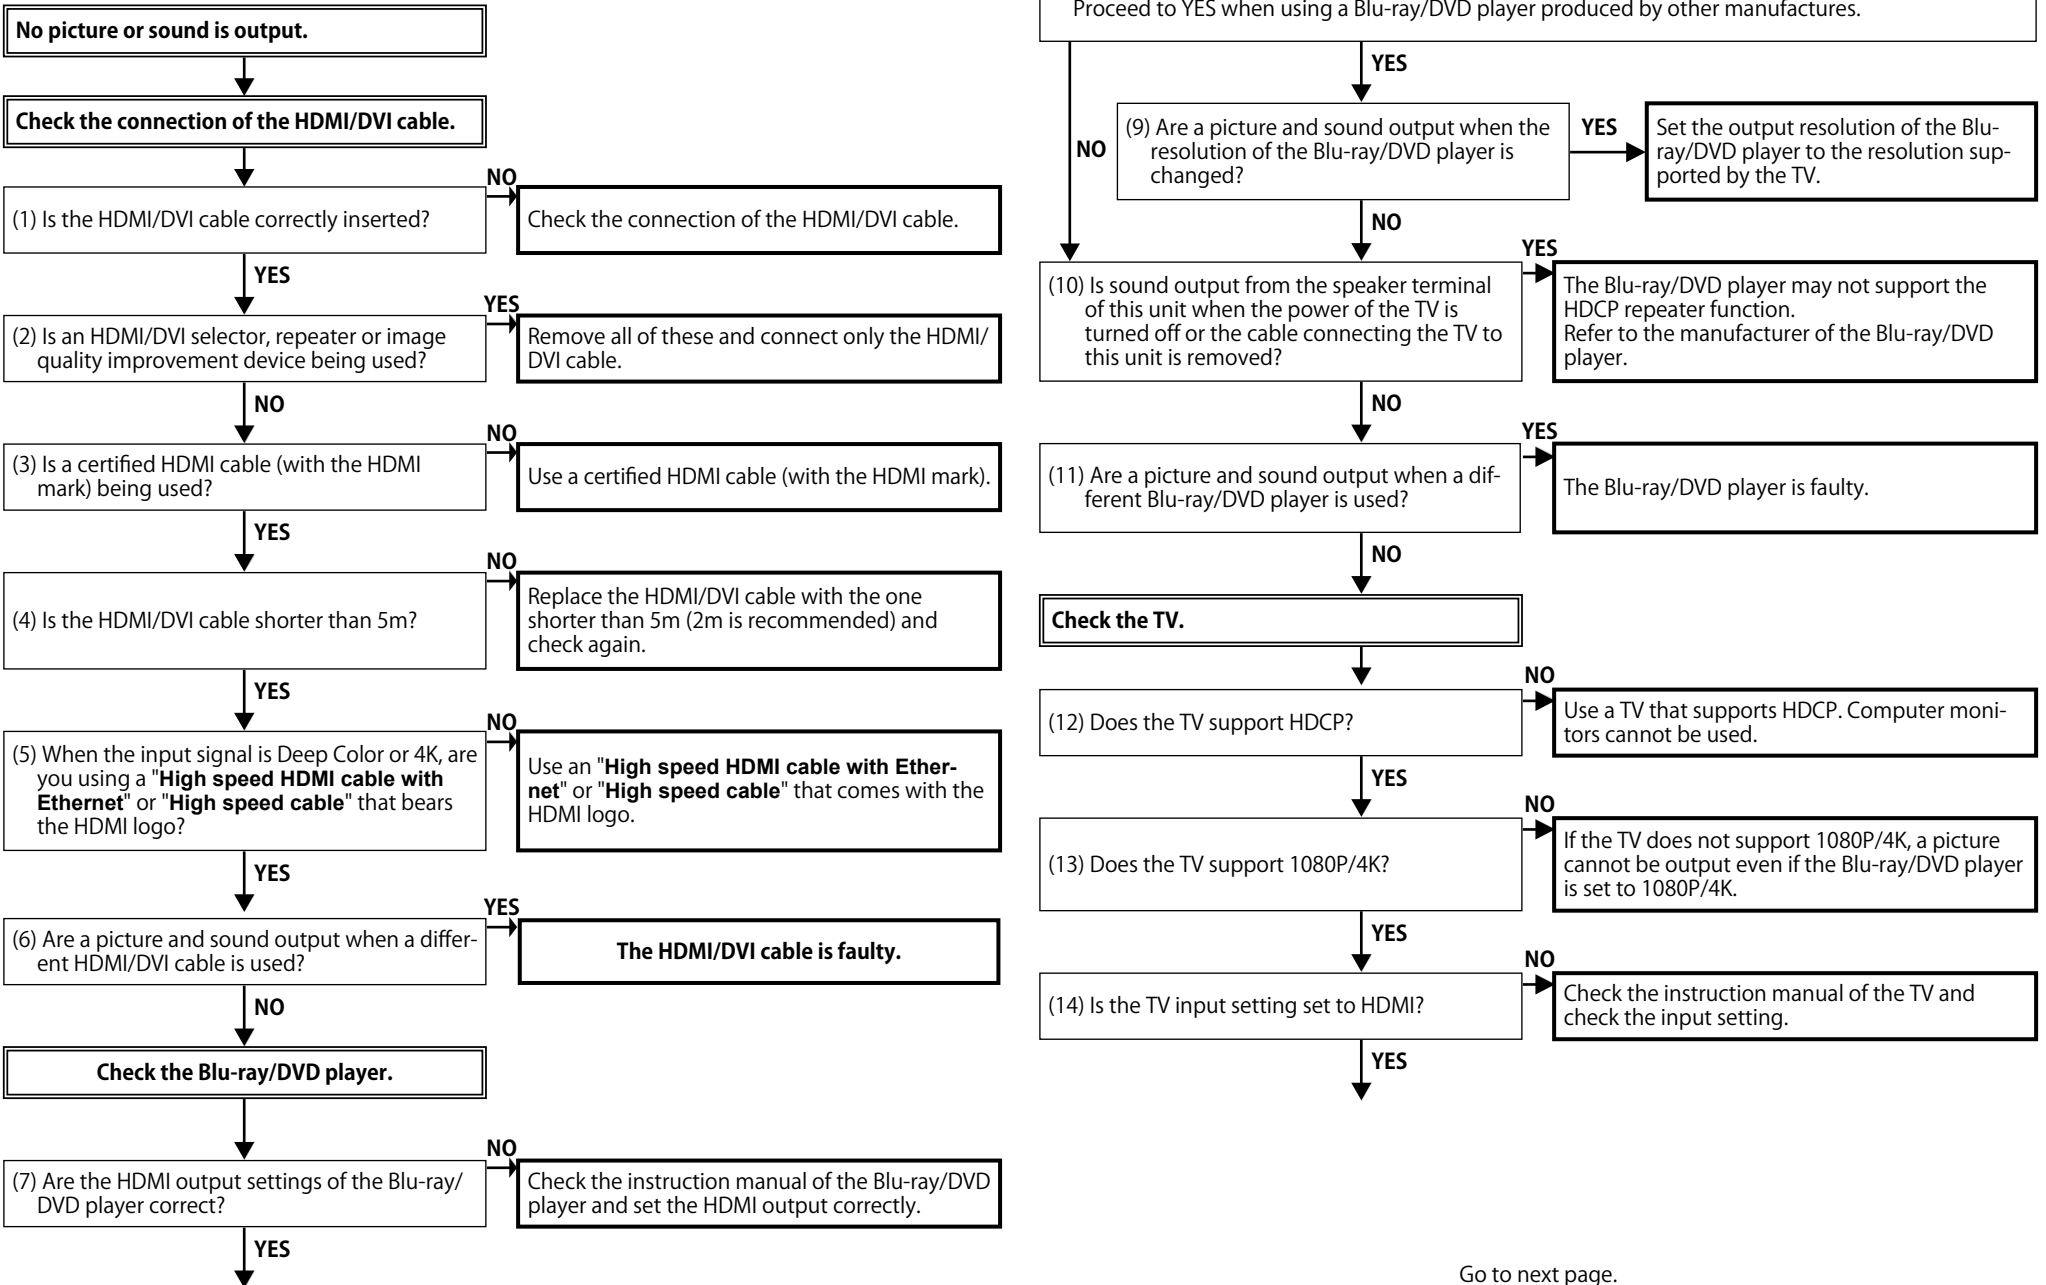 No picture or sound is output.
Check the connection of the HDMI/DVI cable.
NO
(1) Is the HDMI/DVI cable correctly inserted?
Check the connection of the HDMI/DVI cable.
YES
YES
(2) Is an HDMI/DVI selector, repeater or image
quality improvement device being used?
Remove all of these and connect only the HDMI/
DVI cable.
NO
NO
(3) Is a certified HDMI cable (with the HDMI
mark) being used?
Use a certified HDMI cable (with the HDMI mark).
YES
NO
(4) Is the HDMI/DVI cable shorter than 5m?
Replace the HDMI/DVI cable with the one
shorter than 5m (2m is recommended) and
check again.
YES
NO
(5) When the input signal is Deep Color or 4K, are
you using a "High speed HDMI cable with
Ethernet" or "High speed cable" that bears
the HDMI logo?
Use an "High speed HDMI cable with Ether-
net" or "High speed cable" that comes with the
HDMI logo.
YES
YES
(6) Are a picture and sound output when a differ-
ent HDMI/DVI cable is used?
The HDMI/DVI cable is faulty.
NO
Check the Blu-ray/DVD player.
NO
(7) Are the HDMI output settings of the Blu-ray/
DVD player correct?
Check the instruction manual of the Blu-ray/DVD
player and set the HDMI output correctly.
YES
Proceed to YES when using a Blu-ray/DVD player produced by other manufactures.
YES
NO
(9) Are a picture and sound output when the
resolution of the Blu-ray/DVD player is
changed?
YES
Set the output resolution of the Blu-
ray/DVD player to the resolution sup-
ported by the TV.
NO
YES
(10) Is sound output from the speaker terminal
of this unit when the power of the TV is
turned off or the cable connecting the TV to
this unit is removed?
The Blu-ray/DVD player may not support the
HDCP repeater function.
Refer to the manufacturer of the Blu-ray/DVD
player.
NO
YES
(11) Are a picture and sound output when a dif-
ferent Blu-ray/DVD player is used?
The Blu-ray/DVD player is faulty.
NO
Check the TV.
NO
(12) Does the TV support HDCP?
Use a TV that supports HDCP. Computer moni-
tors cannot be used.
YES
NO
(13) Does the TV support 1080P/4K?
If the TV does not support 1080P/4K, a picture
cannot be output even if the Blu-ray/DVD player
is set to 1080P/4K.
YES
NO
(14) Is the TV input setting set to HDMI?
Check the instruction manual of the TV and
check the input setting.
YES
Go to next page.